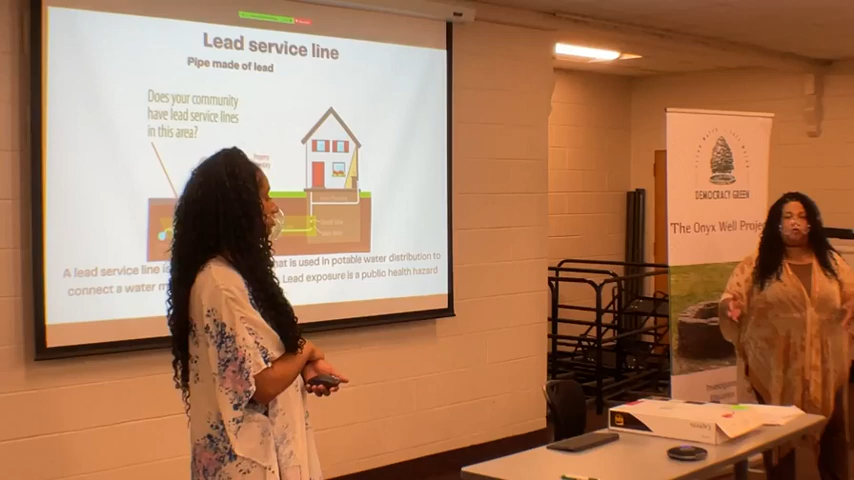 Lead service line
Pipe made of lead
Does your community
have lead service lines
in this area?
Property
A lead service line is that is used in potable water distribution to
connect a water m Lead exposure is a public health hazard
DEMOCRACY GREEN
The Onyx Well Proje